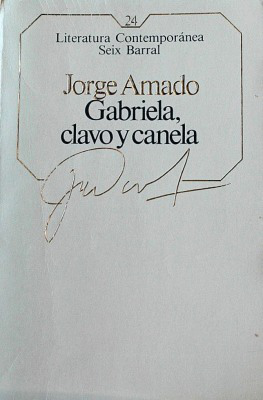 24
Literatura Contemporánea
Seix Barral
Jorge Amado
Gabriela,
clavo y canela